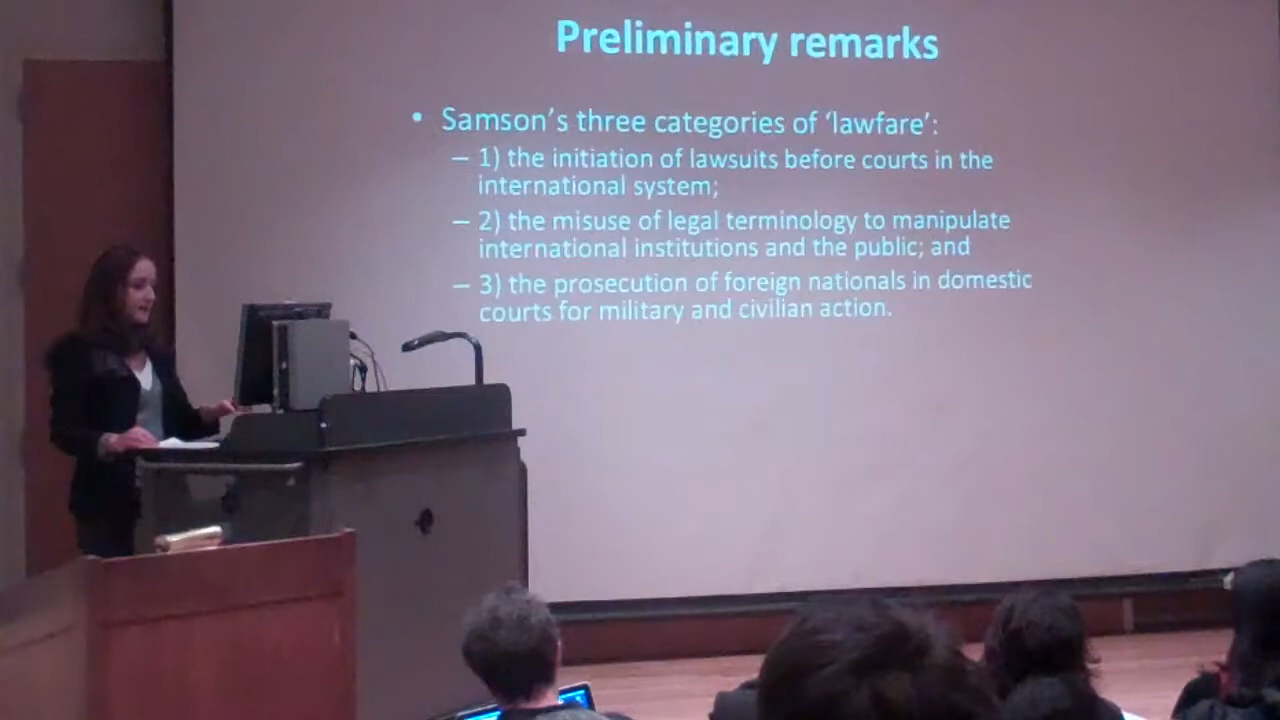 Preliminary remarks
• Samson's three categories of 'lawfare':
– 1) the initiation of lawsuits before courts in the
international system;
– 2) the misuse of legal terminology to manipulate
international institutions and the public; and
– 3) the prosecution of foreign nationals in domestic
courts for military and civilian action.